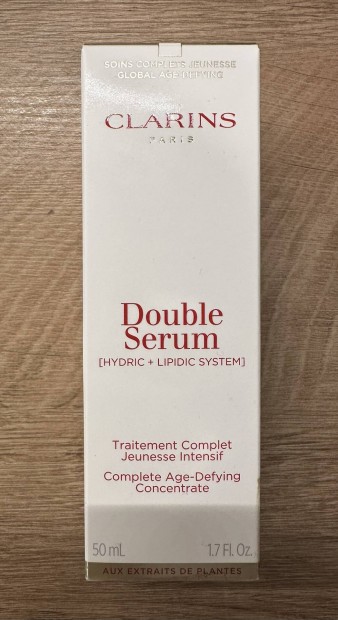 SOINS COMPLETS JEUNESSE
GLOBAL AGE-DEFYING
CLARINS
PARIS
Double
Serum
[HYDRIC + LIPIDIC SYSTEM]
Traitement Complet
Jeunesse Intensif
Complete Age-Defying
Concentrate
50 mL 1.7 Fl. Oz.
AUX EXTRAITS DE PLANTES